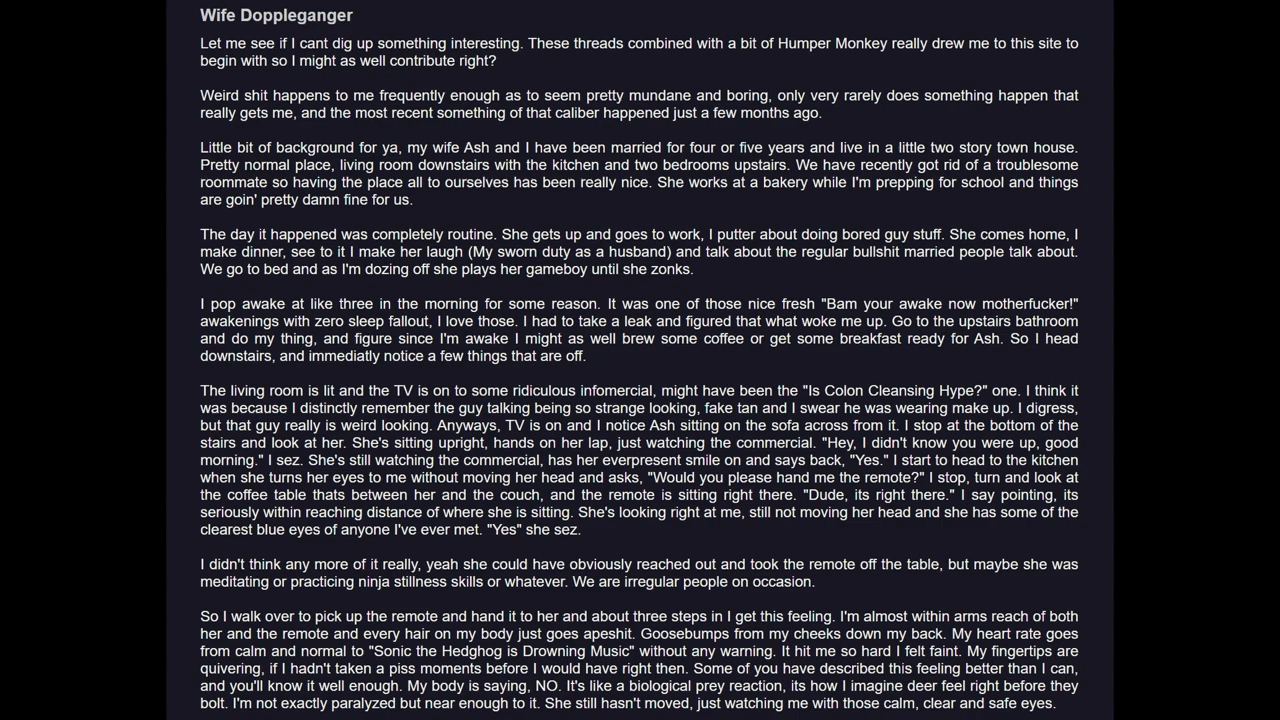 Wife Doppleganger
Let me see if I cant dig up something interesting. These threads combined with a bit of Humper Monkey really drew me to this site to
begin with so I might as well contribute right?
Weird shit happens to me frequently enough as to seem pretty mundane and boring, only very rarely does something happen that
really gets me, and the most recent something of that caliber happened just a few months ago.
Little bit of background for ya, my wife Ash and I have been married for four or five years and live in a little two story town house.
Pretty normal place, living room downstairs with the kitchen and two bedrooms upstairs. We have recently got rid of a troublesome
roommate so having the place all to ourselves has been really nice. She works at a bakery while I'm prepping for school and things
are goin' pretty damn fine for us.
The day it happened was completely routine. She gets up and goes to work, I putter about doing bored guy stuff. She comes home, I
make dinner, see to it I make her laugh (My sworn duty as a husband) and talk about the regular bullshit married people talk about.
We go to bed and as I'm dozing off she plays her gameboy until she zonks.
I pop awake at like three in the morning for some reason. It was one of those nice fresh "Bam your awake now motherfucker!"
awakenings with zero sleep fallout, I love those. I had to take a leak and figured that what woke me up. Go to the upstairs bathroom
and do my thing, and figure since I'm awake I might as well brew some coffee or get some breakfast ready for Ash. So I head
downstairs, and immediatly notice a few things that are off.
The living room is lit and the TV is on to some ridiculous infomercial, might have been the "Is Colon Cleansing Hype?" one. I think it
was because I distinctly remember the guy talking being so strange looking, fake tan and I swear he was wearing make up. I digress,
but that guy really is weird looking. Anyways, TV is on and I notice Ash sitting on the sofa across from it. I stop at the bottom of the
stairs and look at her. She's sitting upright, hands on her lap, just watching the commercial. "Hey, I didn't know you were up, good
morning." I sez. She's still watching the commercial, has her everpresent smile on and says back, "Yes." I start to head to the kitchen
when she turns her eyes to me without moving her head and asks, "Would you please hand me the remote?" I stop, turn and look at
the coffee table thats between her and the couch, and the remote is sitting right there. "Dude, its right there." I say pointing, its
seriously within reaching distance of where she is sitting. She's looking right at me, still not moving her head and she has some of the
clearest blue eyes of anyone I've ever met. "Yes" she sez.
I didn't think any more of it really, yeah she could have obviously reached out and took the remote off the table, but maybe she was
meditating or practicing ninja stillness skills or whatever. We are irregular people on occasion.
So I walk over to pick up the remote and hand it to her and about three steps in I get this feeling. I'm almost within arms reach of both
her and the remote and every hair on my body just goes apeshit. Goosebumps from my cheeks down my back. My heart rate goes
from calm and normal to "Sonic the Hedghog is Drowning Music" without any warning. It hit me so hard I felt faint. My fingertips are
quivering, if I hadn't taken a piss moments before I would have right then. Some of you have described this feeling better than I can,
and you'll know it well enough. My body is saying, NO. It's like a biological prey reaction, its how I imagine deer feel right before they
bolt. I'm not exactly paralyzed but near enough to it. She still hasn't moved, just watching me with those calm, clear and safe eyes.